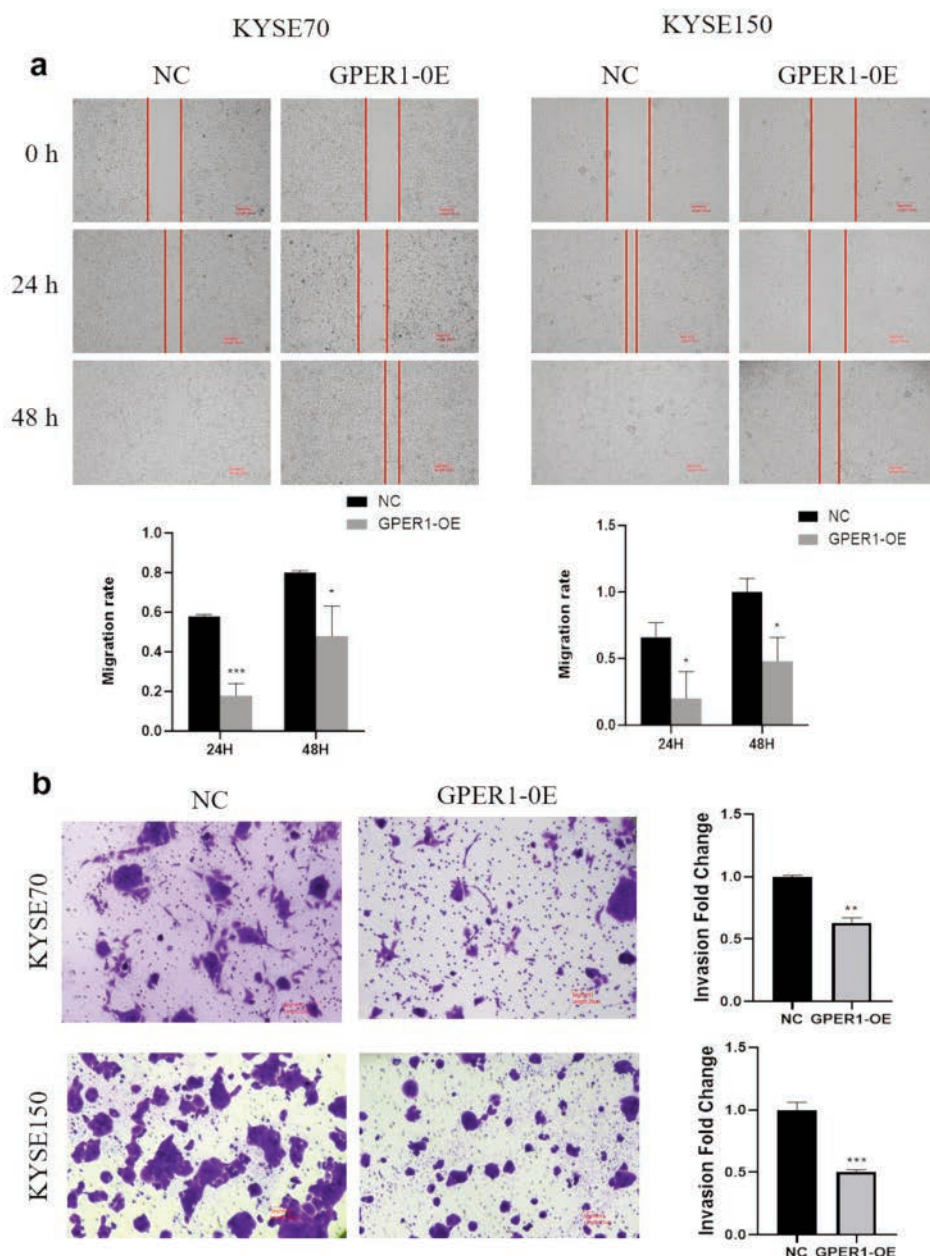 KYSE70 KYSE150
a
NC GPER1-0E NC GPER1-0E
0 h
24 h
48 h
NC
GPER1-OE
Migration rate
1.0
0.8
0.6
0.4
0.2
0.0
***
*
24H 48H
NC
GPER1-OE
Migration rate
1.5
1.0
0.5
0.0
*
*
24H 48H
b
NC GPER1-0E
KYSE70
Invasion Fold Change
1.5
1.0
0.5
0.0
**
NC GPER1-OE
KYSE150
Invasion Fold Change
1.5
1.0
0.5
0.0
***
NC GPER1-OE